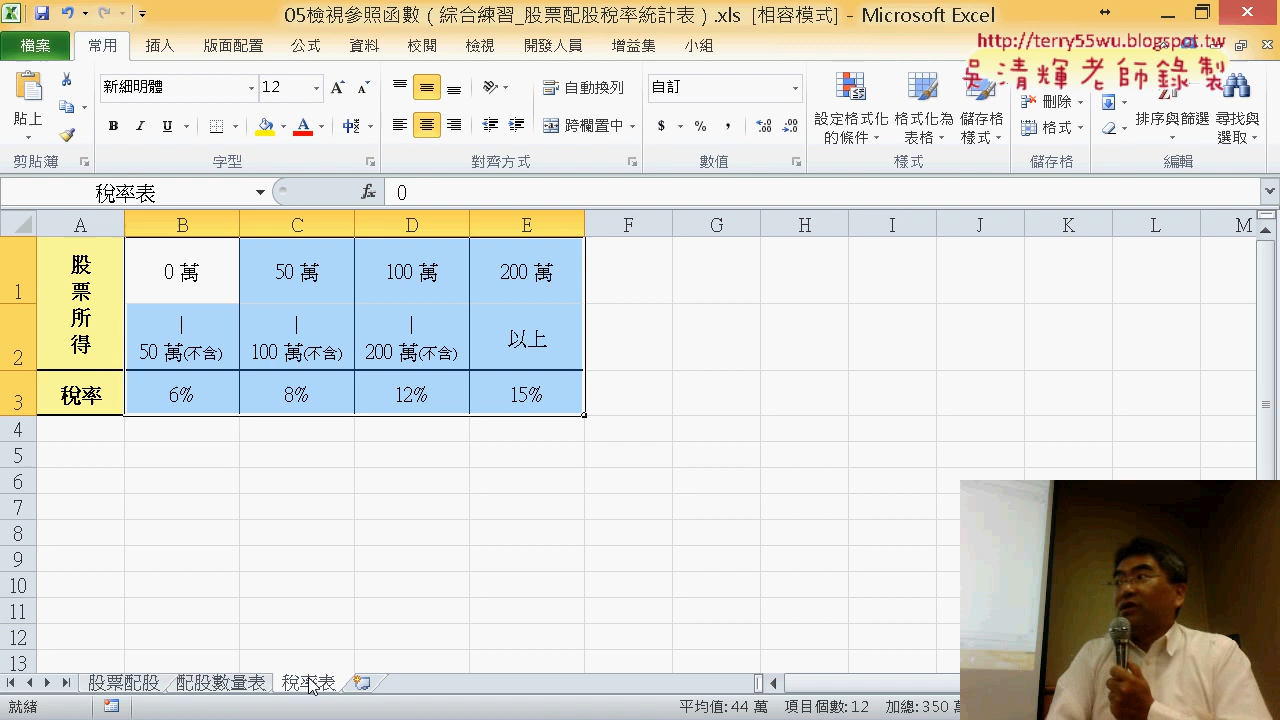 05檢視參照函數（綜合練習_股票配股稅率統計表）.xls [相容模式] - Microsoft Excel
檔案 常用 插入 版面配置 公式 資料 校閱 檢視 開發人員 增益集 小組
http://terry55wu.blogspot.tw
吳清輝老師錄製
貼上
新細明體 12
B I U
自動換列
跨欄置中
自訂
$ % ,
設定格式化的條件
格式化為表格
儲存格樣式
刪除
格式
排序與篩選
尋找與選取
剪貼簿 字型 對齊方式 數值 樣式 儲存格 編輯
稅率表 fx 0
A B C D E F G H I J K L M
1 股票所得 0 萬 50 萬 100 萬 200 萬
2 | | | 以上
50 萬(不含) 100 萬(不含) 200 萬(不含)
3 稅率 6% 8% 12% 15%
4
5
6
7
8
9
10
11
12
13
股票配股 配股數量表 稅率表
就緒 平均值: 44 萬 項目個數: 12 加總: 350 萬